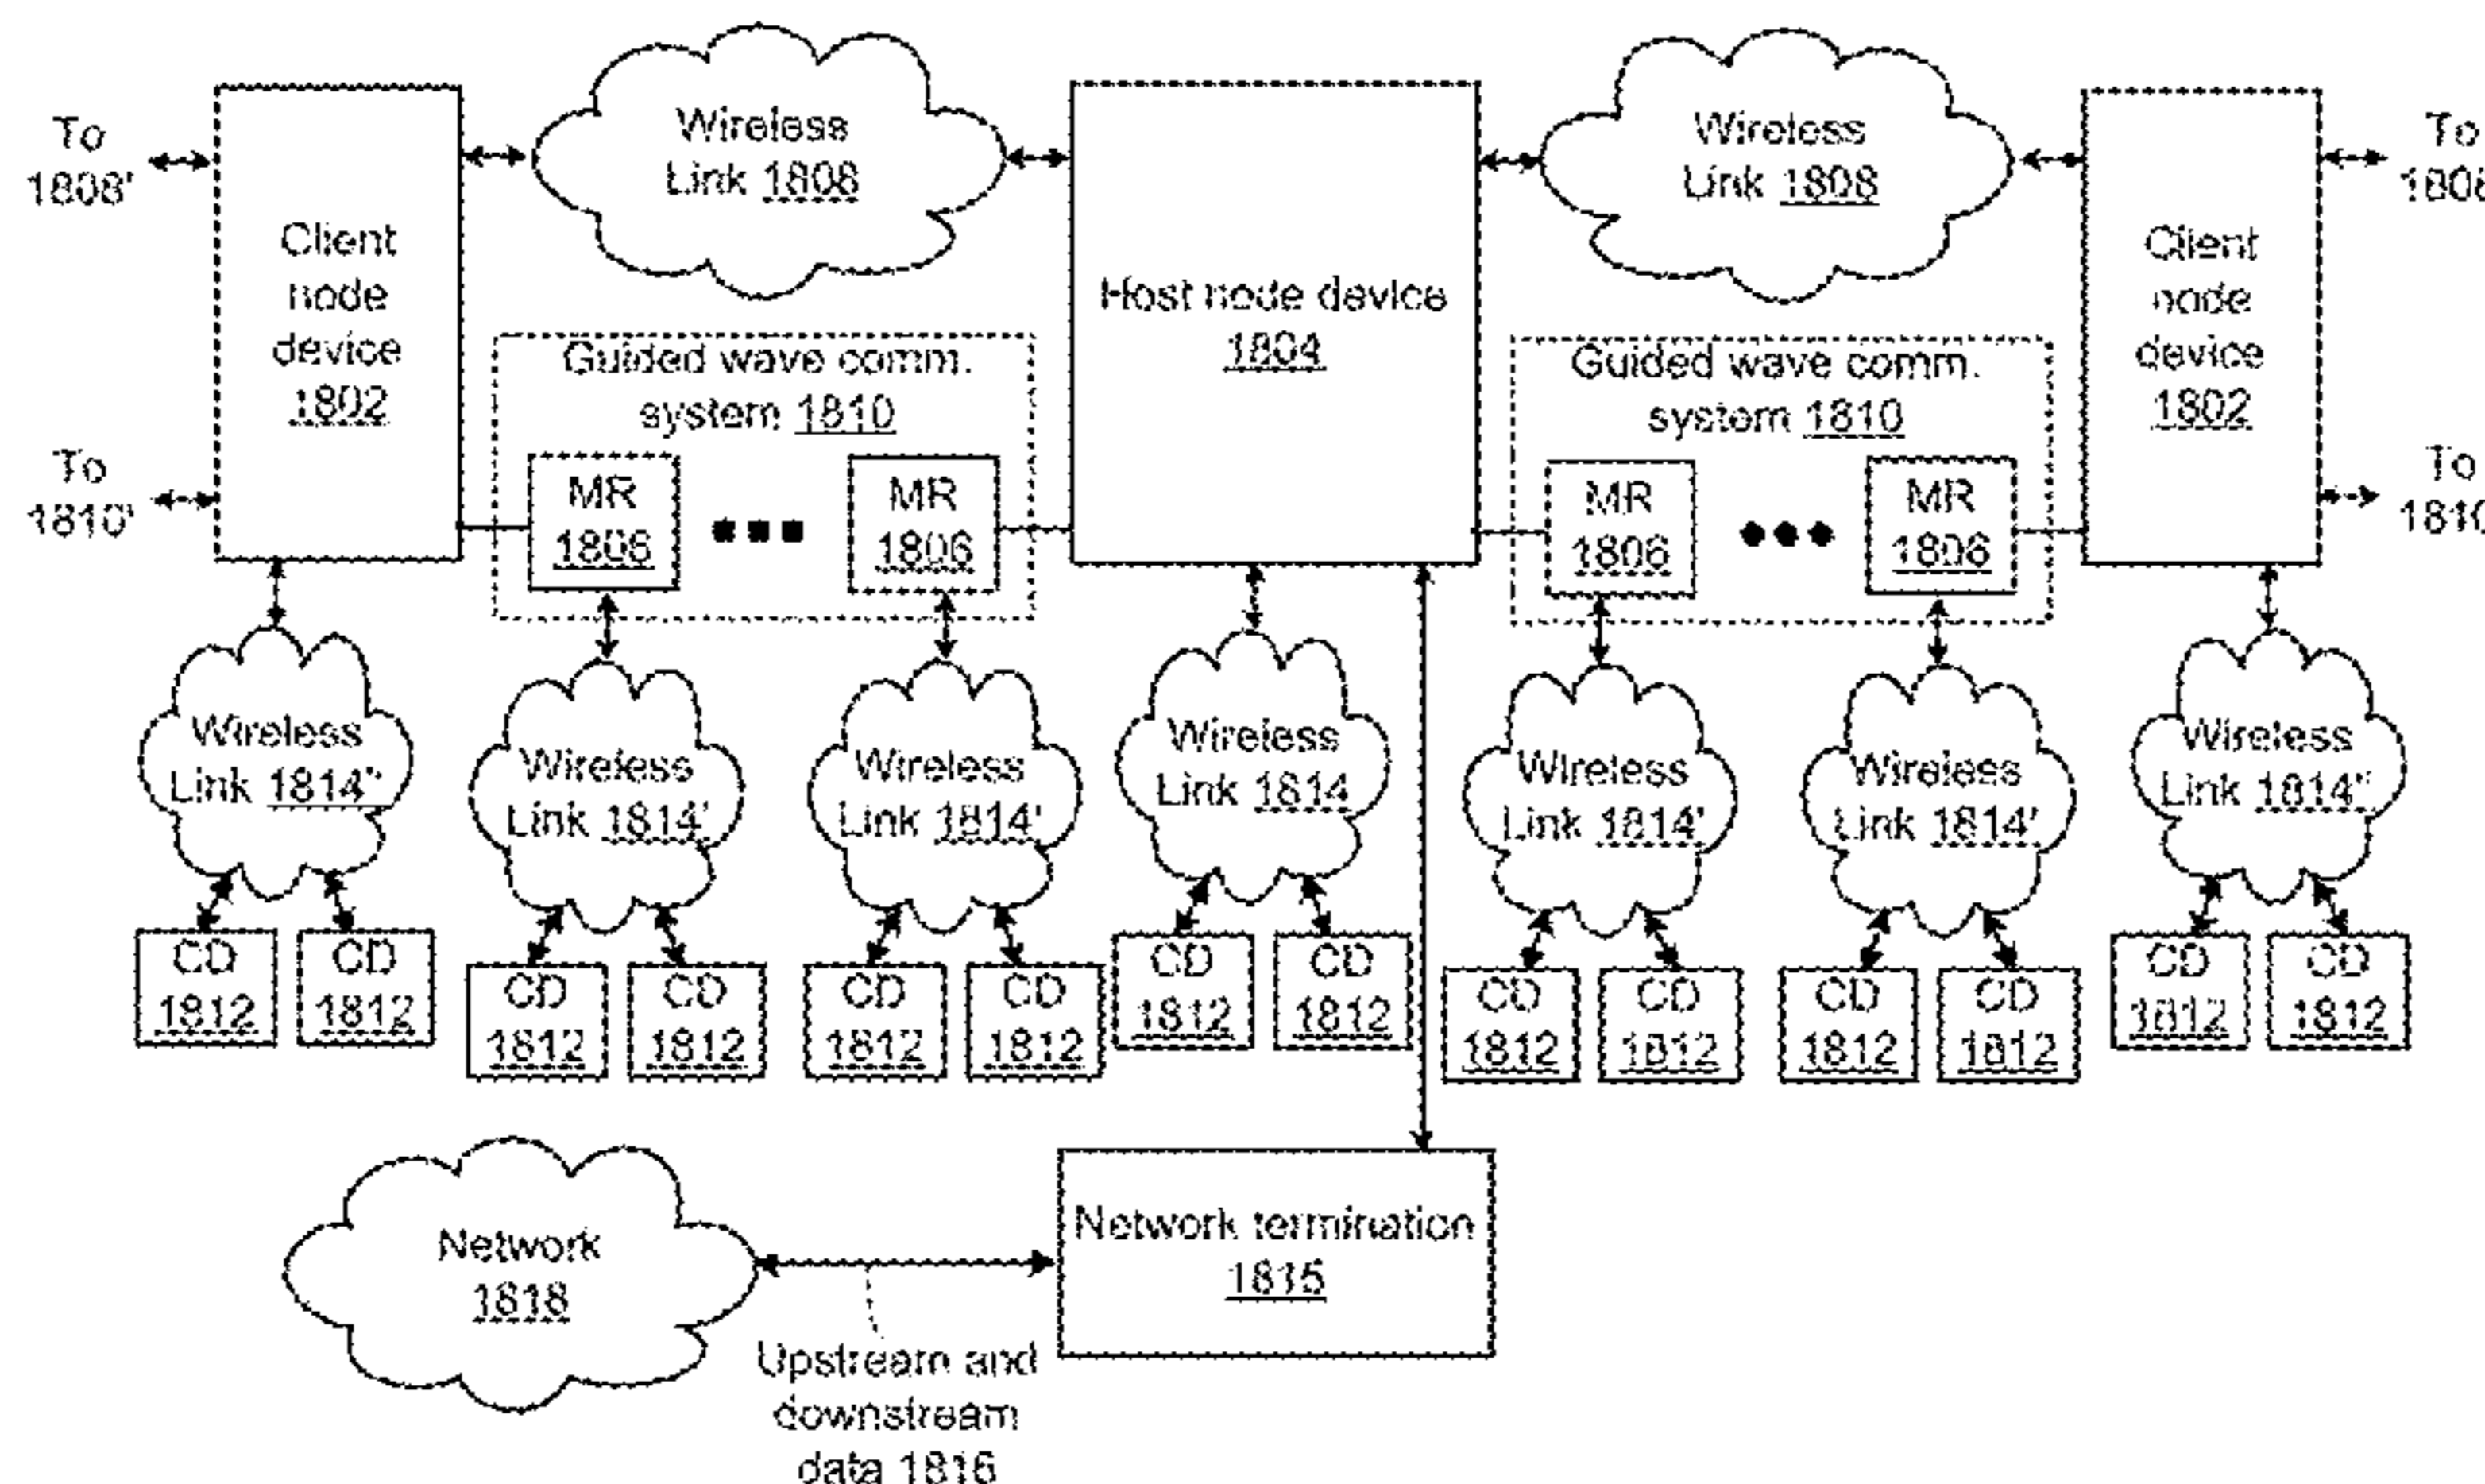 To
1808'
Client
node
device
1802
To
1810'
Wireless
Link 1808
Guided wave comm.
system 1810
MR
1806
MR
1806
Host node device
1804
Wireless
Link 1808
Guided wave comm.
system 1810
MR
1806
MR
1806
Client
node
device
1802
To
1808
To
1810
Wireless
Link 1814"
Wireless
Link 1814'
Wireless
Link 1814'
Wireless
Link 1814
Wireless
Link 1814'
Wireless
Link 1814'
Wireless
Link 1814"
CD
1812
CD
1812
CD
1812
CD
1812
CD
1812
CD
1812
CD
1812
CD
1812
CD
1812
CD
1812
CD
1812
CD
1812
CD
1812
CD
1812
Network
1818
Network termination
1815
Upstream and
downstream
data 1816